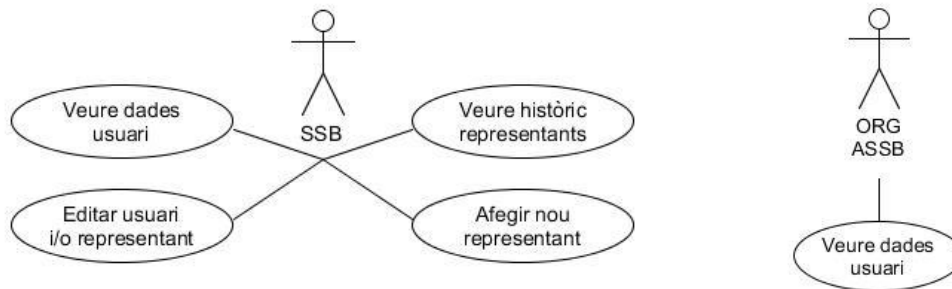 Veure dades
usuari
SSB
Veure històric
representants
Editar usuari
i/o representant
Afegir nou
representant
ORG
ASSB
Veure dades
usuari